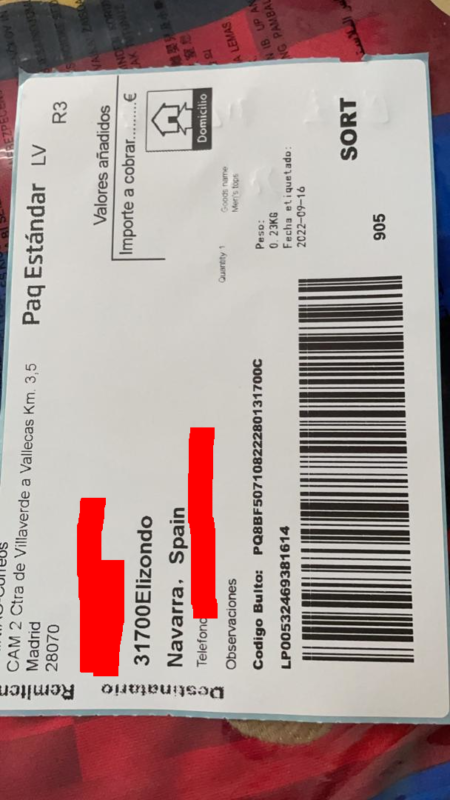 CAM 2 Ctra de Villaverde a Vallecas Km. 3,5
Madrid
28070
Paq Estándar LV R3
Valores añadidos
Importe a cobrar.........€
Domicilio
Destinatario
31700Elizondo
Navarra, Spain
Telefono
Observaciones
Quantity 1
Goods name
Men's tops
Peso:
0.23KG
Fecha etiquetado:
2022-09-16
Codigo Bulto: PQ8BF50710822280131700C
LP00532469381614
SORT
905